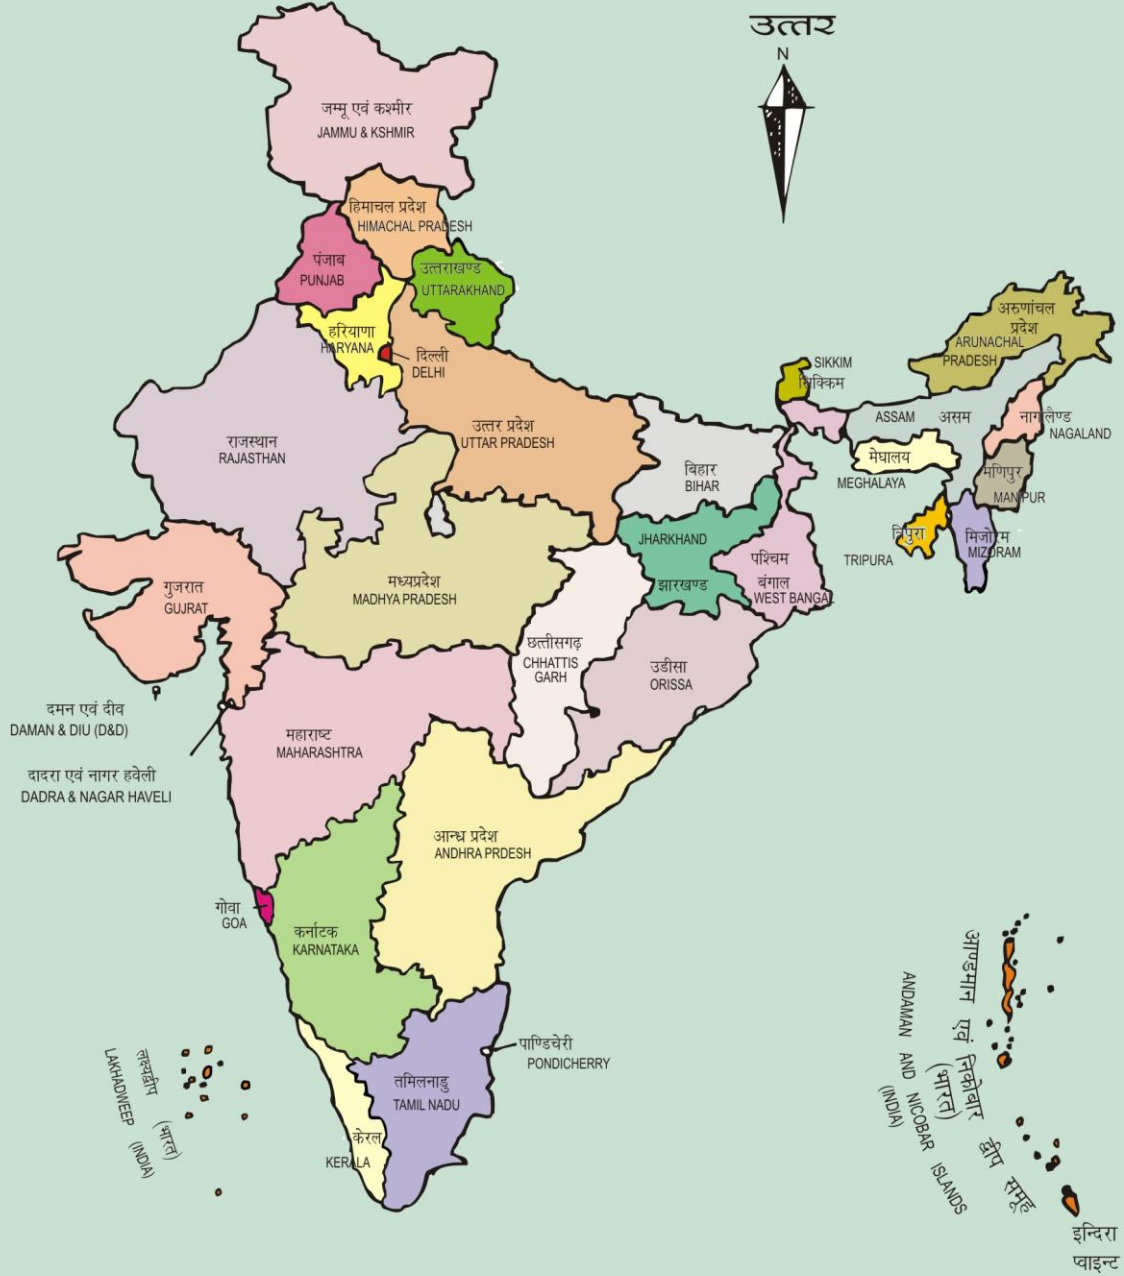 उत्तर
N
जम्मू एवं कश्मीर
JAMMU & KSHMIR
हिमाचल प्रदेश
HIMACHAL PRADESH
पंजाब
PUNJAB
उत्तराखण्ड
UTTARAKHAND
हरियाणा
HARYANA
दिल्ली
DELHI
अरुणांचल
प्रदेश
ARUNACHAL
PRADESH
SIKKIM
सिक्किम
राजस्थान
RAJASTHAN
उत्तर प्रदेश
UTTAR PRADESH
ASSAM असम
नागालैण्ड
NAGALAND
बिहार
BIHAR
मेघालय
MEGHALAYA
मणिपुर
MANIPUR
JHARKHAND
झारखण्ड
त्रिपुरा
TRIPURA
मिजोरम
MIZORAM
पश्चिम
बंगाल
WEST BANGAL
गुजरात
GUJRAT
मध्यप्रदेश
MADHYA PRADESH
छत्तीसगढ़
CHHATTIS
GARH
उडीसा
ORISSA
दमन एवं दीव
DAMAN & DIU (D&D)
दादरा एवं नागर हवेली
DADRA & NAGAR HAVELI
महाराष्ट
MAHARASHTRA
आन्ध प्रदेश
ANDHRA PRDESH
गोवा
GOA
कर्नाटक
KARNATAKA
पाण्डिचेरी
PONDICHERRY
तमिलनाडु
TAMIL NADU
केरल
KERALA
लक्ष्यद्वीप (भारत)
LAKHADWEEP (INDIA)
आण्डमान एवं निकोबार द्वीप समूह
(भारत)
ANDAMAN AND NICOBAR ISLANDS
(INDIA)
इन्दिरा
प्वाइन्ट